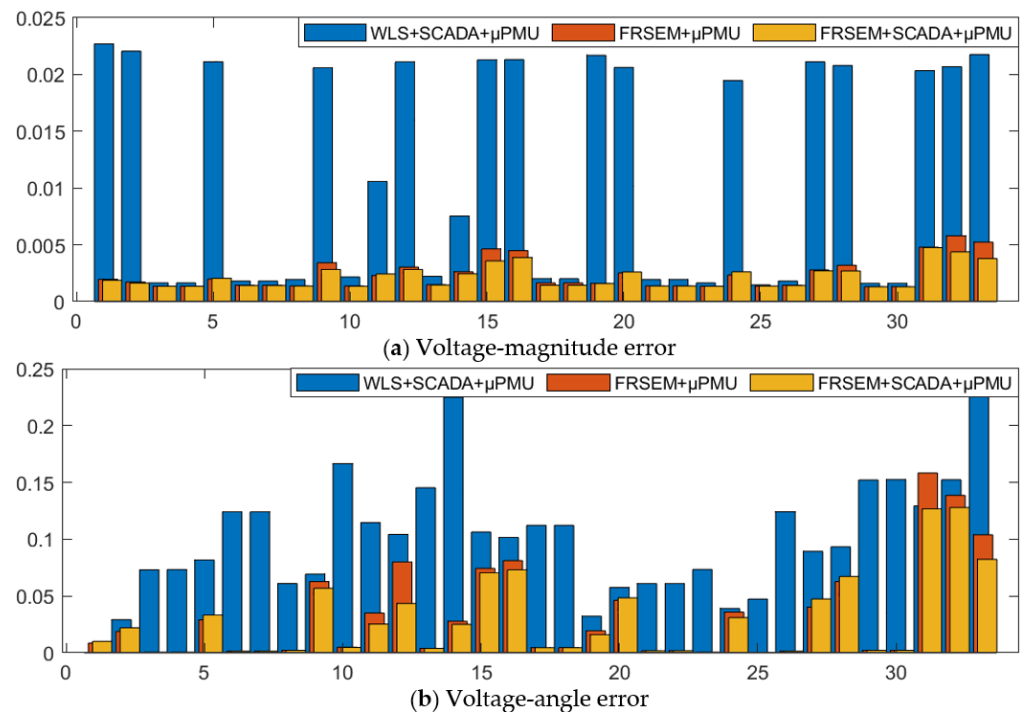 0.025
0.02
0.015
0.01
0.005
0
WLS+SCADA+μPMU FRSEM+μPMU FRSEM+SCADA+μPMU
0 5 10 15 20 25 30
(a) Voltage-magnitude error
0.25
0.2
0.15
0.1
0.05
0
WLS+SCADA+μPMU FRSEM+μPMU FRSEM+SCADA+μPMU
0 5 10 15 20 25 30
(b) Voltage-angle error